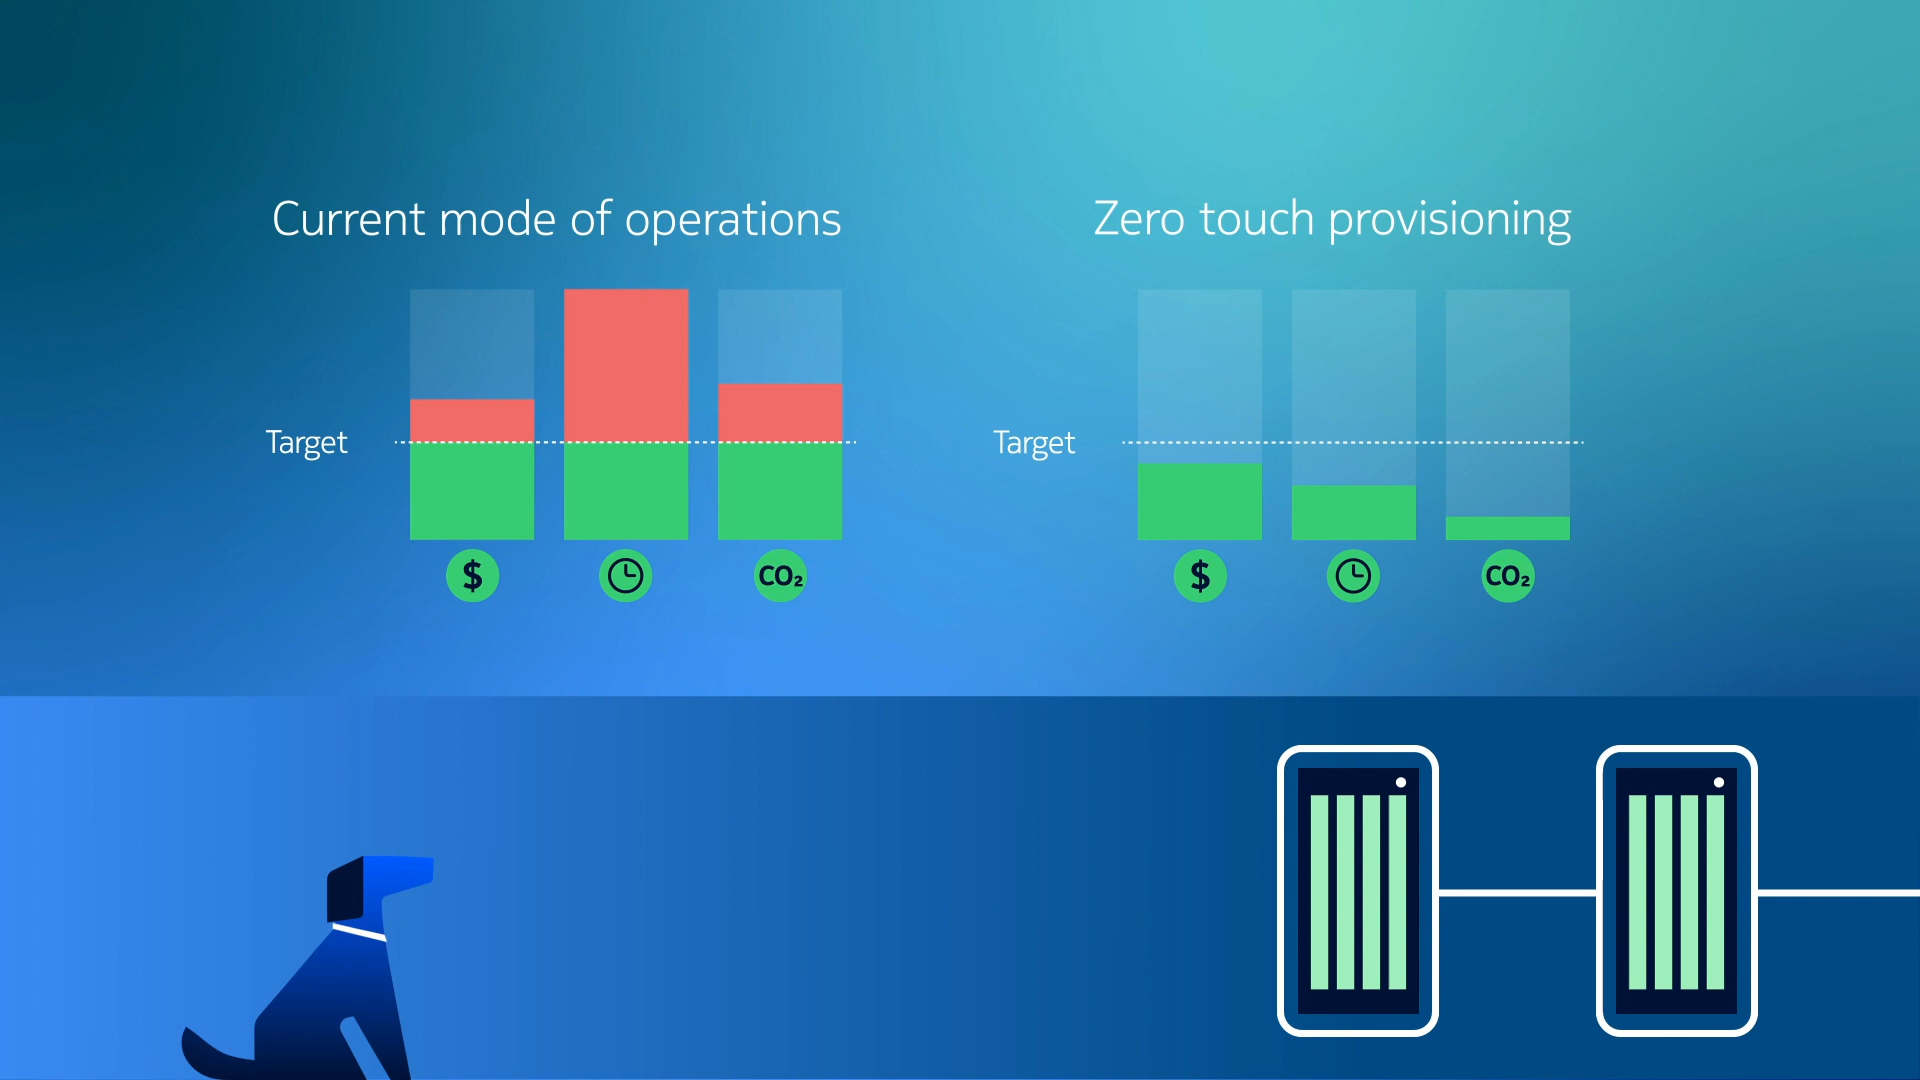 Current mode of operations
Zero touch provisioning
Target
Target
$
CO₂
$
CO₂